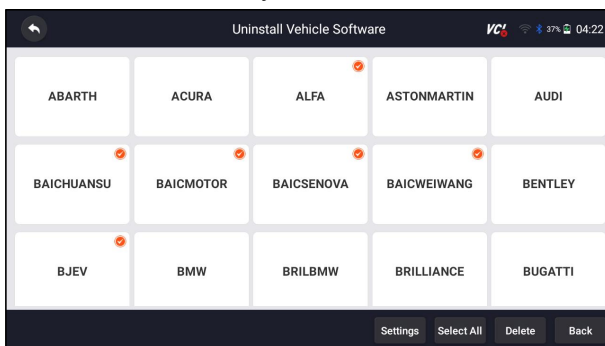 Uninstall Vehicle Software
VCI 37% 04:22
ABARTH ACURA ALFA ASTONMARTIN AUDI
BAICHUANSU BAICMOTOR BAICSENOVA BAICWEIWANG BENTLEY
BJEV BMW BRILBMW BRILLIANCE BUGATTI
Settings Select All Delete Back